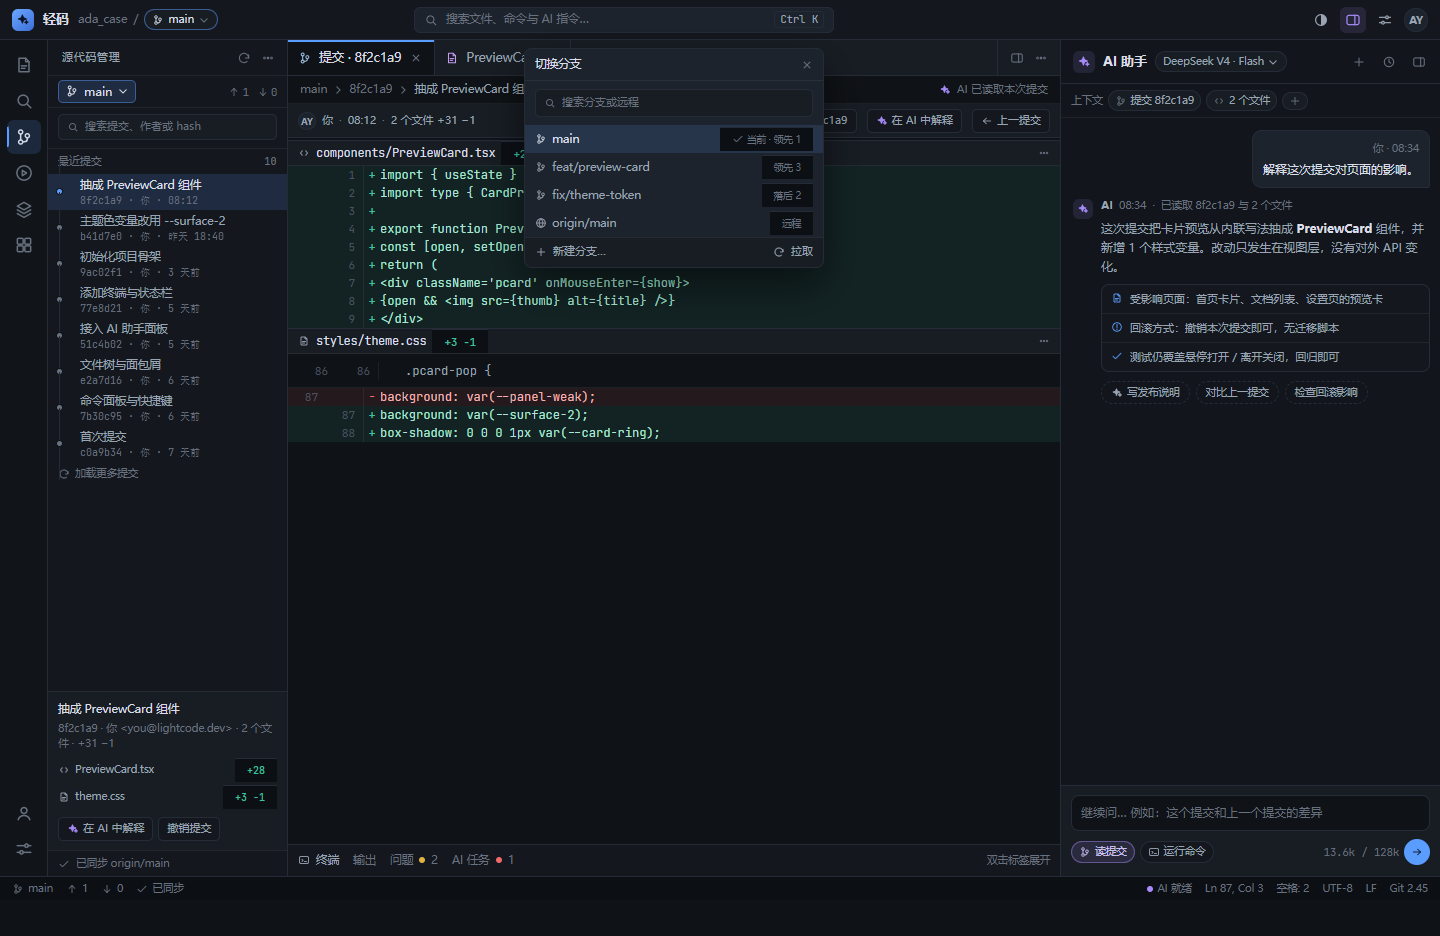 轻码 ada_case / main
搜索文件、命令与 AI 指令... Ctrl K
AY
源代码管理
main ↑ 1 ↓ 0
搜索提交、作者或 hash
最近提交 10
抽成 PreviewCard 组件
8f2c1a9 · 你 · 08:12
主题色变量改用 --surface-2
b41d7e0 · 你 · 昨天 18:40
初始化项目骨架
9ac02f1 · 你 · 3 天前
添加终端与状态栏
77e8d21 · 你 · 5 天前
接入 AI 助手面板
51c4b02 · 你 · 5 天前
文件树与面包屑
e2a7d16 · 你 · 6 天前
命令面板与快捷键
7b30c95 · 你 · 6 天前
首次提交
c0a9b34 · 你 · 7 天前
加载更多提交
抽成 PreviewCard 组件
8f2c1a9 · 你 <you@lightcode.dev> · 2 个文
件 · +31 −1
PreviewCard.tsx +28
theme.css +3 -1
在 AI 中解释 撤销提交
已同步 origin/main
提交 · 8f2c1a9 PreviewCa
main > 8f2c1a9 > 抽成 PreviewCard 组 AI 已读取本次提交
AY 你 · 08:12 · 2 个文件 +31 −1 c1a9 在 AI 中解释 ← 上一提交
components/PreviewCard.tsx +2
1 + import { useState }
2 + import type { CardPr
3 +
4 + export function Prev
5 + const [open, setOpen
6 + return (
7 + <div className='pcard' onMouseEnter={show}>
8 + {open && <img src={thumb} alt={title} />}
9 + </div>
styles/theme.css +3 -1
86 86 .pcard-pop {
87 - background: var(--panel-weak);
87 + background: var(--surface-2);
88 + box-shadow: 0 0 0 1px var(--card-ring);
切换分支
搜索分支或远程
main 当前 · 领先 1
feat/preview-card 领先 3
fix/theme-token 落后 2
origin/main 远程
+ 新建分支... 拉取
终端 输出 问题 2 AI 任务 1 双击标签展开
AI 助手 DeepSeek V4 · Flash
上下文 提交 8f2c1a9 2 个文件 +
你 · 08:34
解释这次提交对页面的影响。
AI 08:34 · 已读取 8f2c1a9 与 2 个文件
这次提交把卡片预览从内联写法抽成 PreviewCard 组件，并
新增 1 个样式变量。改动只发生在视图层，没有对外 API 变
化。
受影响页面：首页卡片、文档列表、设置页的预览卡
回滚方式：撤销本次提交即可，无迁移脚本
测试仍要盖悬停打开 / 离开关闭，回归即可
写发布说明 对比上一提交 检查回滚影响
继续问... 例如：这个提交和上一个提交的差异
读提交 运行命令 13.6k / 128k
main ↑ 1 ↓ 0 已同步 AI 就绪 Ln 87, Col 3 空格: 2 UTF-8 LF Git 2.45